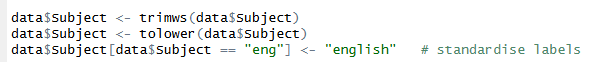 data$Subject <- trimws(data$Subject)
data$Subject <- tolower(data$Subject)
data$Subject[data$Subject == "eng"] <- "english"   # standardise labels